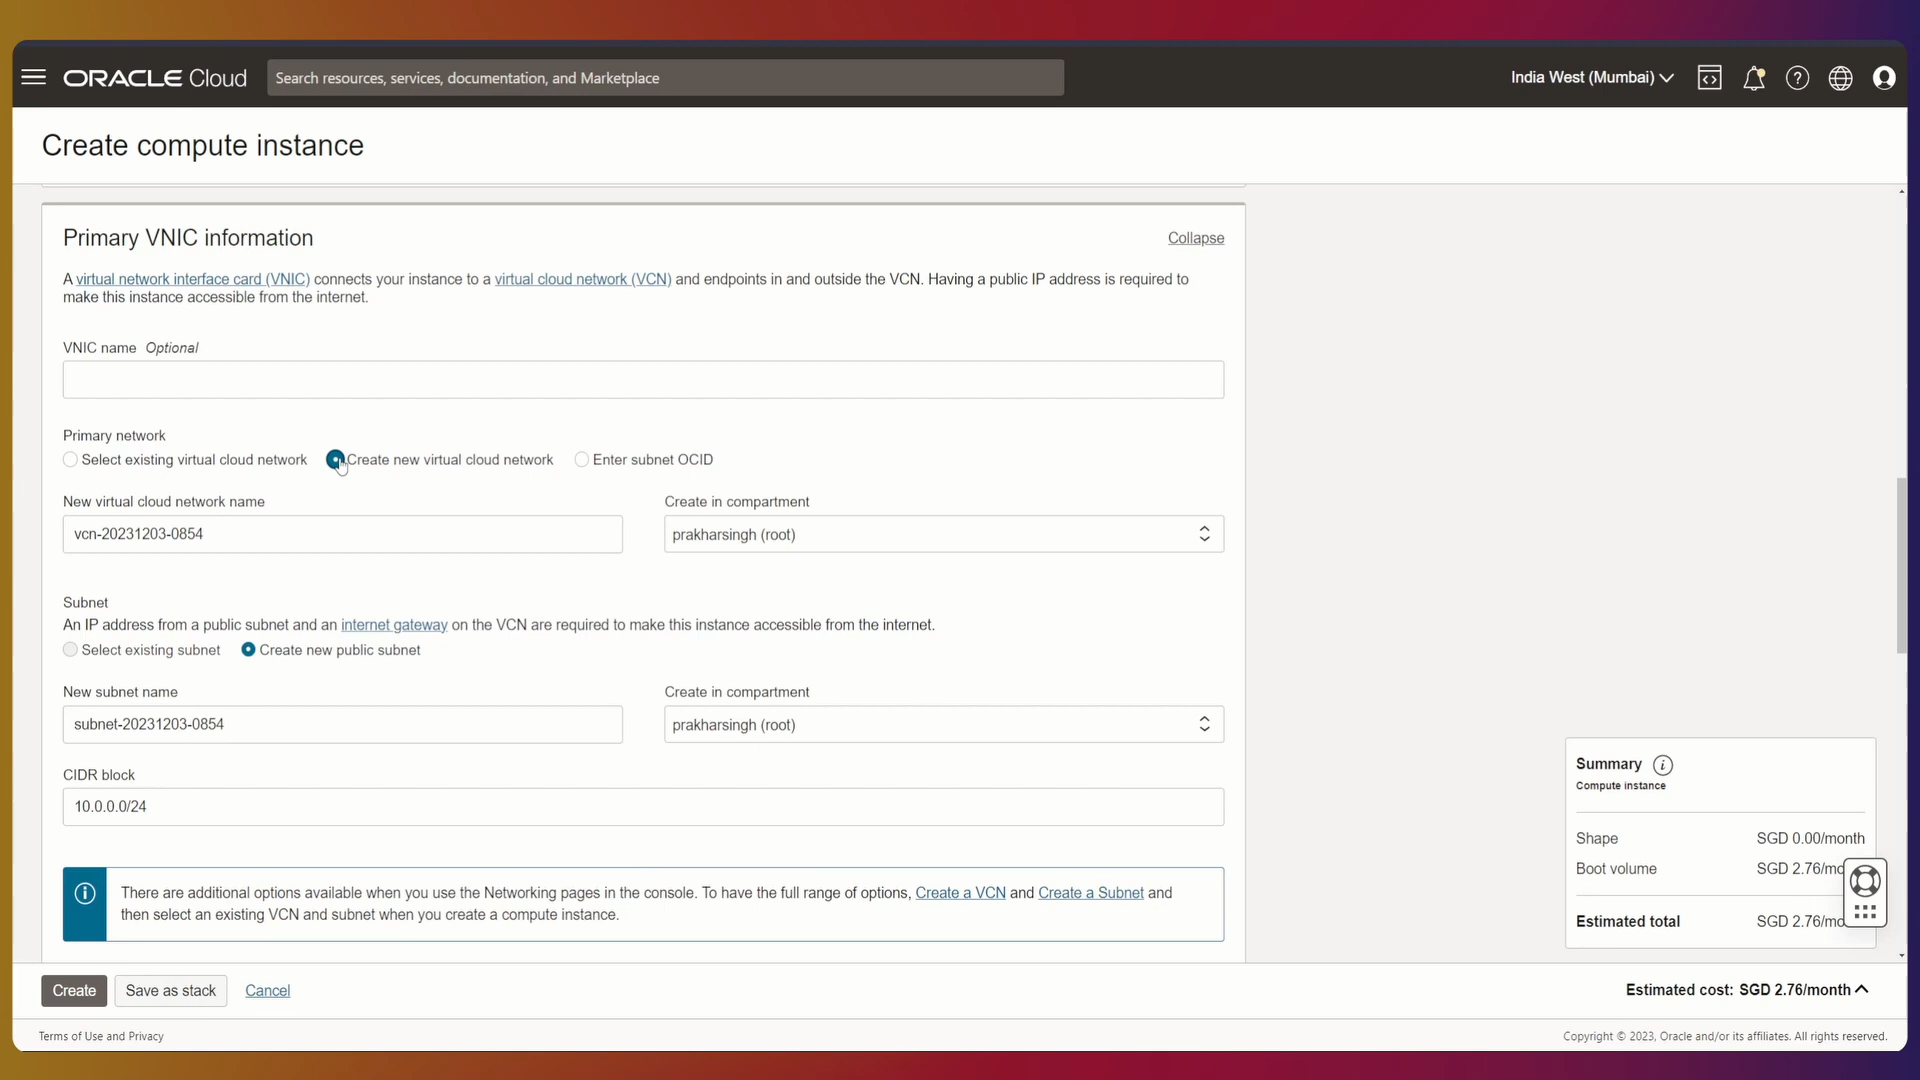 ORACLE Cloud
Search resources, services, documentation, and Marketplace
India West (Mumbai)
Create compute instance
Primary VNIC information
Collapse
A virtual network interface card (VNIC) connects your instance to a virtual cloud network (VCN) and endpoints in and outside the VCN. Having a public IP address is required to
make this instance accessible from the internet.
VNIC name Optional
Primary network
Select existing virtual cloud network Create new virtual cloud network Enter subnet OCID
New virtual cloud network name
Create in compartment
vcn-20231203-0854
prakharsingh (root)
Subnet
An IP address from a public subnet and an internet gateway on the VCN are required to make this instance accessible from the internet.
Select existing subnet Create new public subnet
New subnet name
Create in compartment
subnet-20231203-0854
prakharsingh (root)
CIDR block
10.0.0.0/24
There are additional options available when you use the Networking pages in the console. To have the full range of options, Create a VCN and Create a Subnet and
then select an existing VCN and subnet when you create a compute instance.
Summary
Compute instance
Shape SGD 0.00/month
Boot volume SGD 2.76/mo
Estimated total SGD 2.76/mo
Create Save as stack Cancel
Estimated cost: SGD 2.76/month
Terms of Use and Privacy
Copyright © 2023, Oracle and/or its affiliates. All rights reserved.